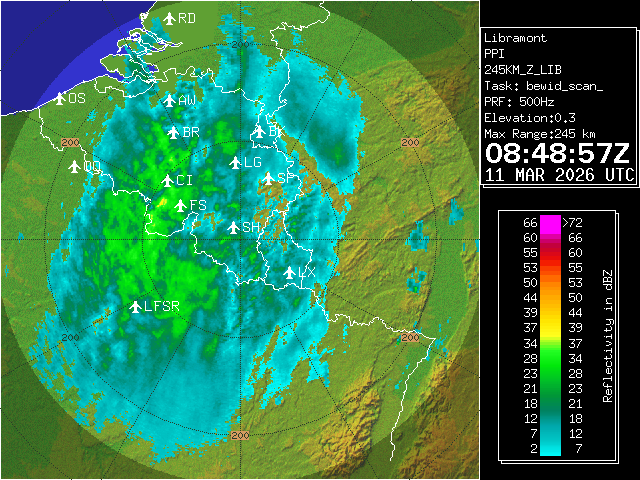 RD
OS
AW
BR
BK
UO
LG
SP
CI
FS
SH
LX
LFSR
200
200
200
200
200
200
Libramont
PPI
245KM_Z_LIB
Task: bewid_scan_
PRF: 500Hz
Elevation:0.3
Max Range:245 km
08:48:57Z
11 MAR 2026 UTC
66 >72
60 66
55 60
53 55
50 53
44 50
39 44
37 39
34 37
28 34
23 28
21 23
18 21
12 18
7 12
2 7
Reflectivity in dBZ